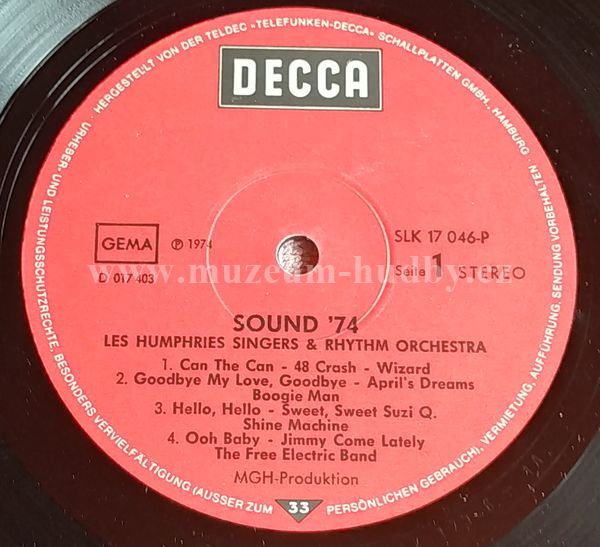 URHEBER- UND LEISTUNGSSCHUTZRECHTE, BESONDERS VERVIELFÄLTIGUNG (AUSSER ZUM PERSÖNLICHEN GEBRAUCH), VERMIETUNG, AUFFÜHRUNG, SENDUNG VORBEHALTEN · HERGESTELLT VON DER TELDEC »TELEFUNKEN-DECCA« SCHALLPLATTEN GMBH., HAMBURG
DECCA
GEMA
℗ 1974
SLK 17 046-P
D 017 403
Seite 1 STEREO
www.muzeum-hudby.cz
SOUND '74
LES HUMPHRIES SINGERS & RHYTHM ORCHESTRA
1. Can The Can - 48 Crash - Wizard
2. Goodbye My Love, Goodbye - April's Dreams
Boogie Man
3. Hello, Hello - Sweet, Sweet Suzi Q.
Shine Machine
4. Ooh Baby - Jimmy Come Lately
The Free Electric Band
MGH-Produktion
33